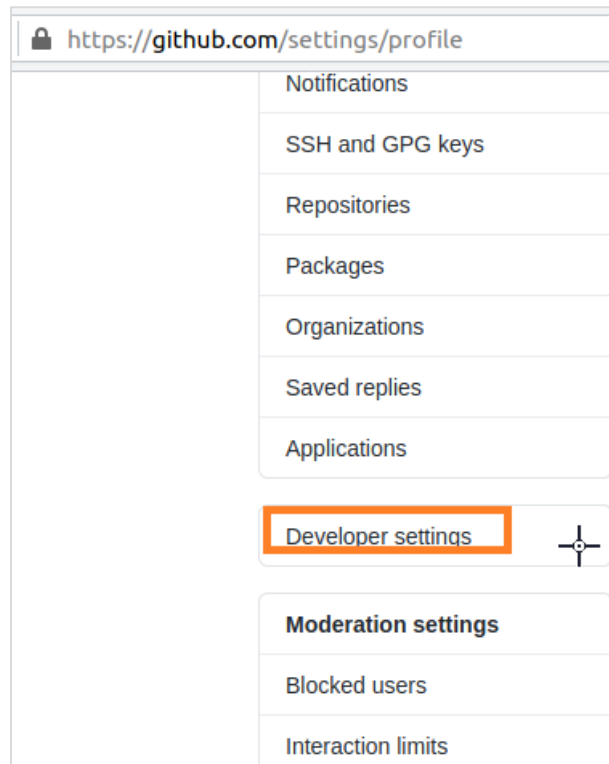 https://github.com/settings/profile
Notifications
SSH and GPG keys
Repositories
Packages
Organizations
Saved replies
Applications
Developer settings
Moderation settings
Blocked users
Interaction limits